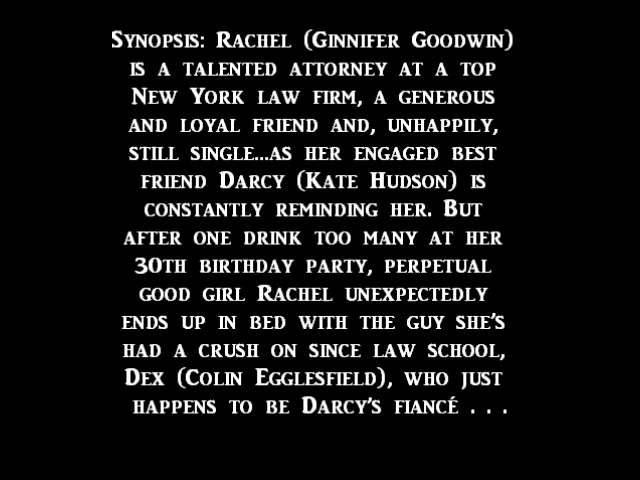 Synopsis: Rachel (Ginnifer Goodwin)
is a talented attorney at a top
New York law firm, a generous
and loyal friend and, unhappily,
still single...as her engaged best
friend Darcy (Kate Hudson) is
constantly reminding her. But
after one drink too many at her
30th birthday party, perpetual
good girl Rachel unexpectedly
ends up in bed with the guy she's
had a crush on since law school,
Dex (Colin Egglesfield), who just
happens to be Darcy's fiancé . . .